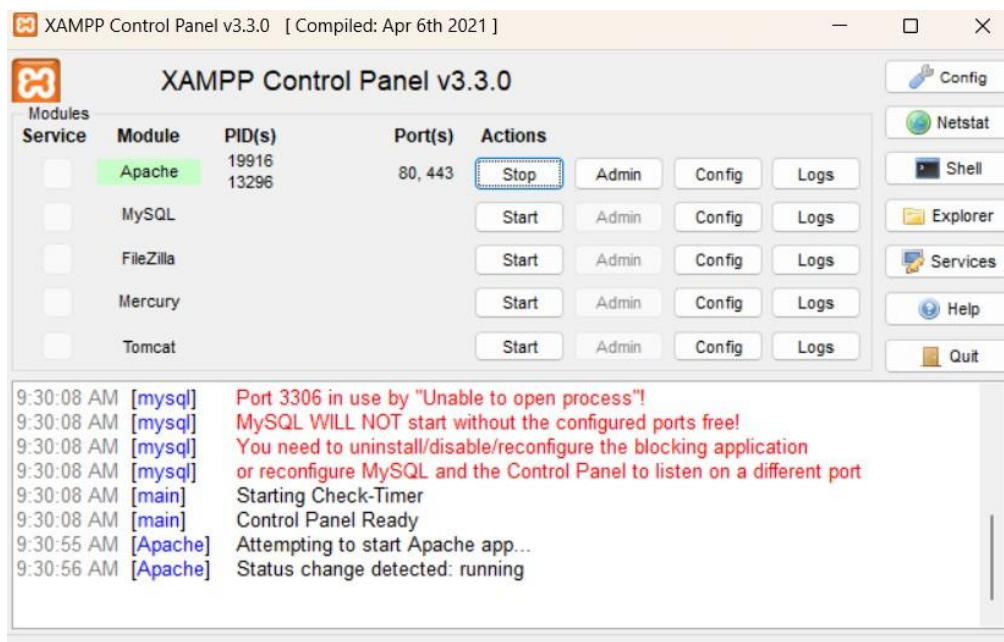 XAMPP Control Panel v3.3.0 [ Compiled: Apr 6th 2021 ]
XAMPP Control Panel v3.3.0
Config
Modules
Service Module PID(s) Port(s) Actions
Netstat
Apache 19916 13296 80, 443 Stop Admin Config Logs
Shell
MySQL Start Admin Config Logs
Explorer
FileZilla Start Admin Config Logs
Services
Mercury Start Admin Config Logs
Help
Tomcat Start Admin Config Logs
Quit
9:30:08 AM [mysql] Port 3306 in use by "Unable to open process"!
9:30:08 AM [mysql] MySQL WILL NOT start without the configured ports free!
9:30:08 AM [mysql] You need to uninstall/disable/reconfigure the blocking application
9:30:08 AM [mysql] or reconfigure MySQL and the Control Panel to listen on a different port
9:30:08 AM [main] Starting Check-Timer
9:30:08 AM [main] Control Panel Ready
9:30:55 AM [Apache] Attempting to start Apache app...
9:30:56 AM [Apache] Status change detected: running